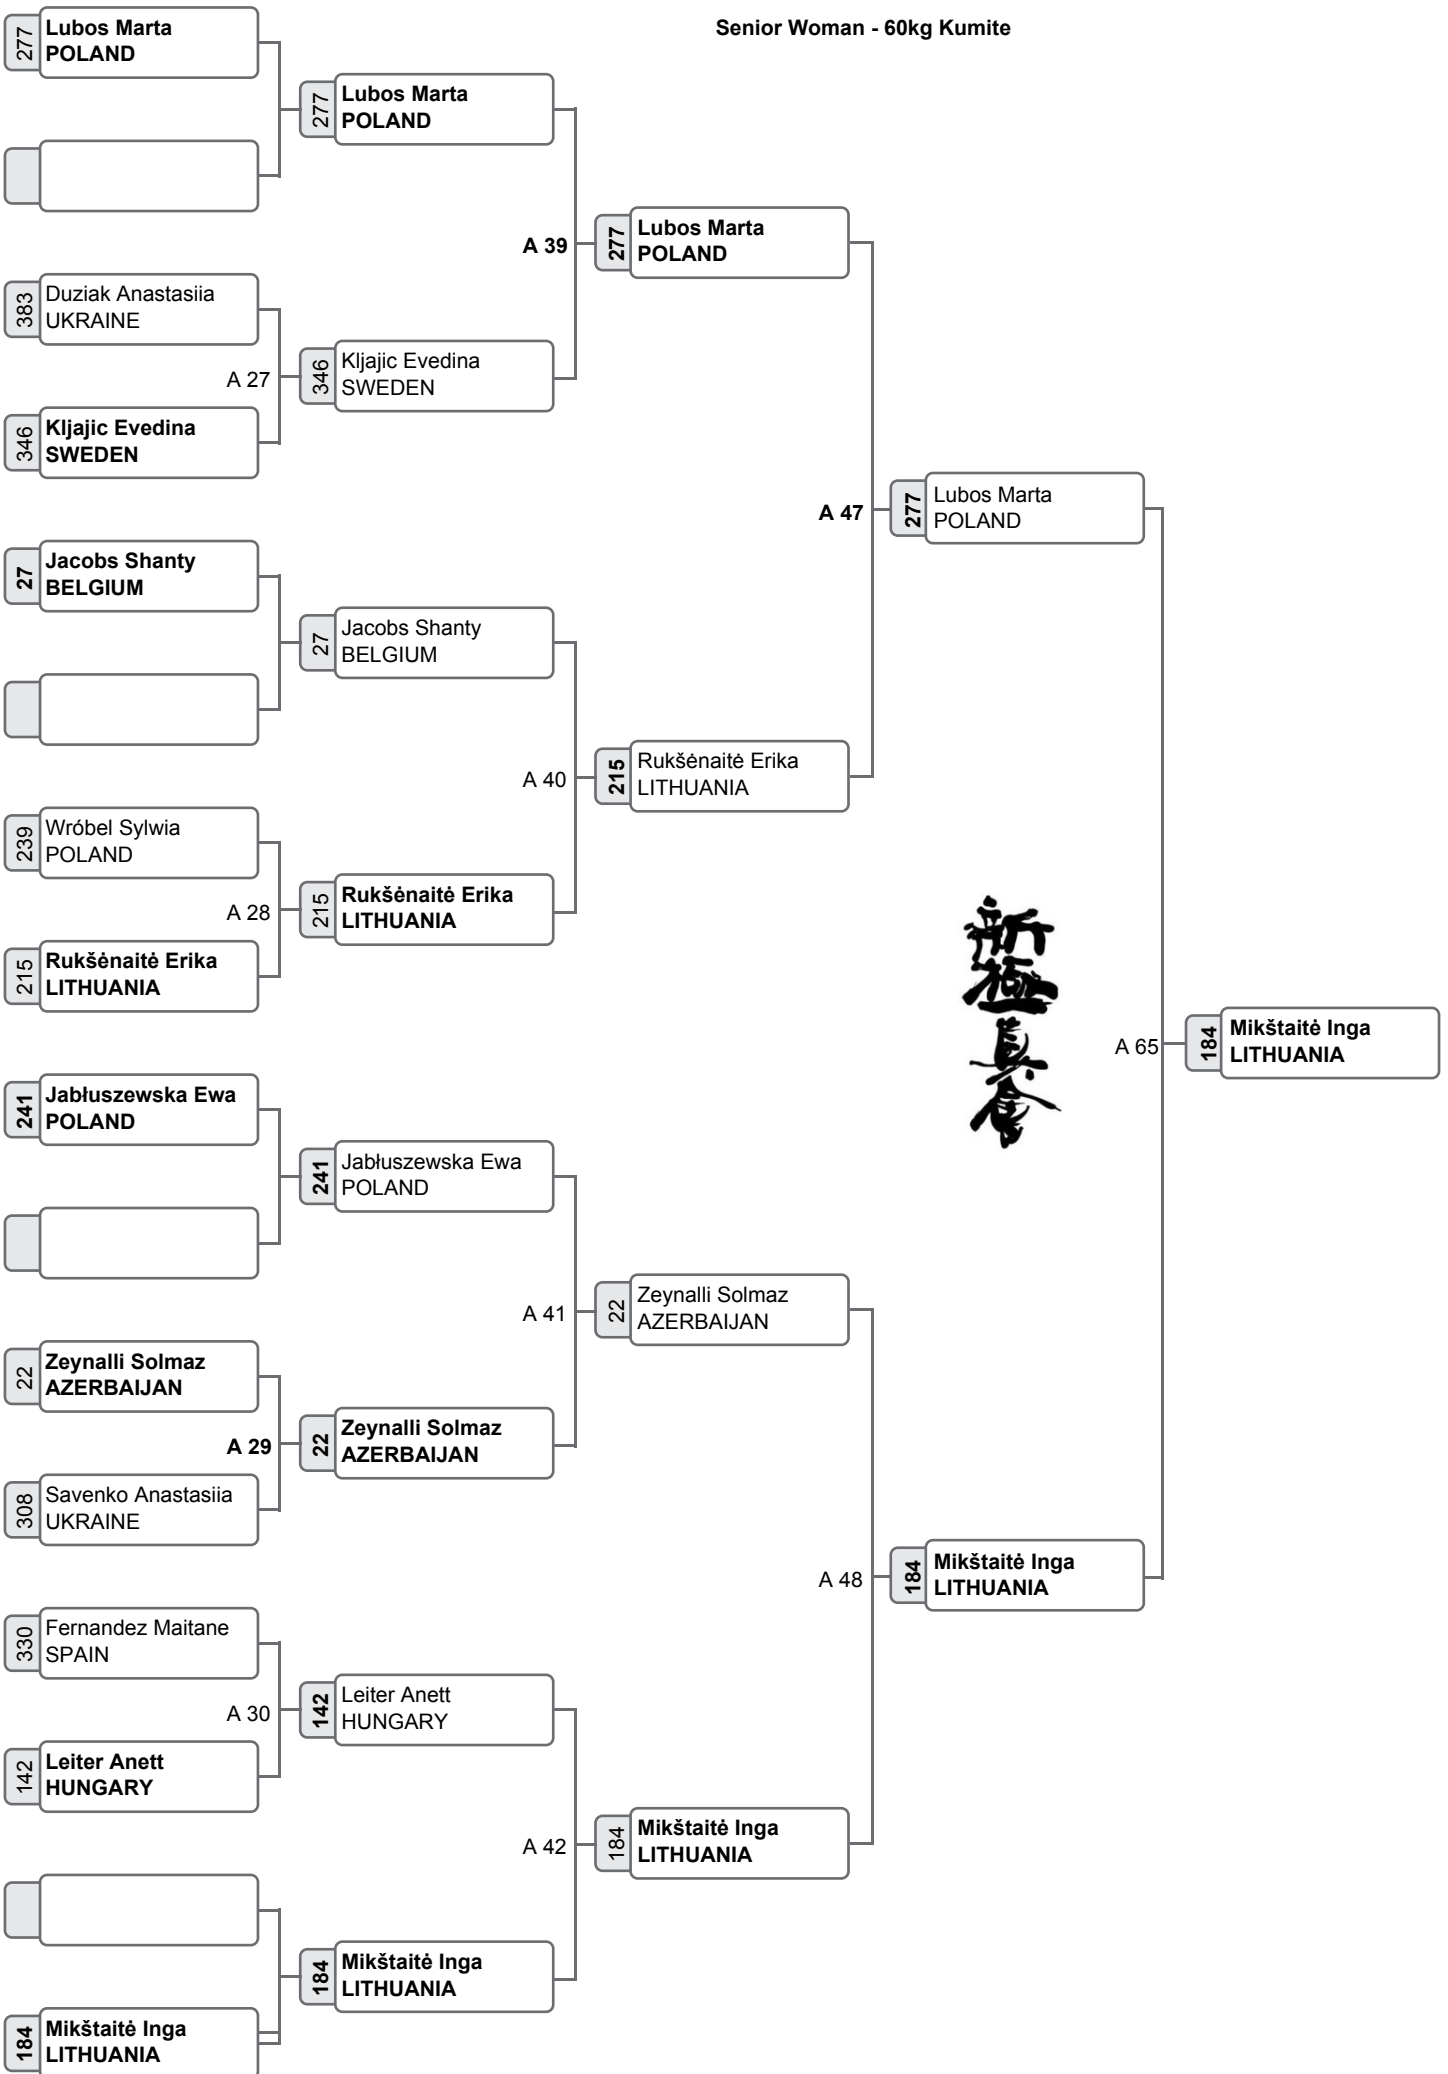 Senior Woman - 60kg Kumite
277
Lubos Marta
POLAND
383
Duziak Anastasiia
UKRAINE
A 27
346
Kljajic Evedina
SWEDEN
27
Jacobs Shanty
BELGIUM
239
Wróbel Sylwia
POLAND
A 28
215
Rukšėnaitė Erika
LITHUANIA
241
Jabłuszewska Ewa
POLAND
22
Zeynalli Solmaz
AZERBAIJAN
A 29
308
Savenko Anastasiia
UKRAINE
330
Fernandez Maitane
SPAIN
A 30
142
Leiter Anett
HUNGARY
184
Mikštaitė Inga
LITHUANIA
277
Lubos Marta
POLAND
A 39
346
Kljajic Evedina
SWEDEN
27
Jacobs Shanty
BELGIUM
A 40
215
Rukšėnaitė Erika
LITHUANIA
241
Jabłuszewska Ewa
POLAND
A 41
22
Zeynalli Solmaz
AZERBAIJAN
142
Leiter Anett
HUNGARY
A 42
184
Mikštaitė Inga
LITHUANIA
277
Lubos Marta
POLAND
A 47
215
Rukšėnaitė Erika
LITHUANIA
22
Zeynalli Solmaz
AZERBAIJAN
A 48
184
Mikštaitė Inga
LITHUANIA
277
Lubos Marta
POLAND
A 65
184
Mikštaitė Inga
LITHUANIA
新極真會
184
Mikštaitė Inga
LITHUANIA